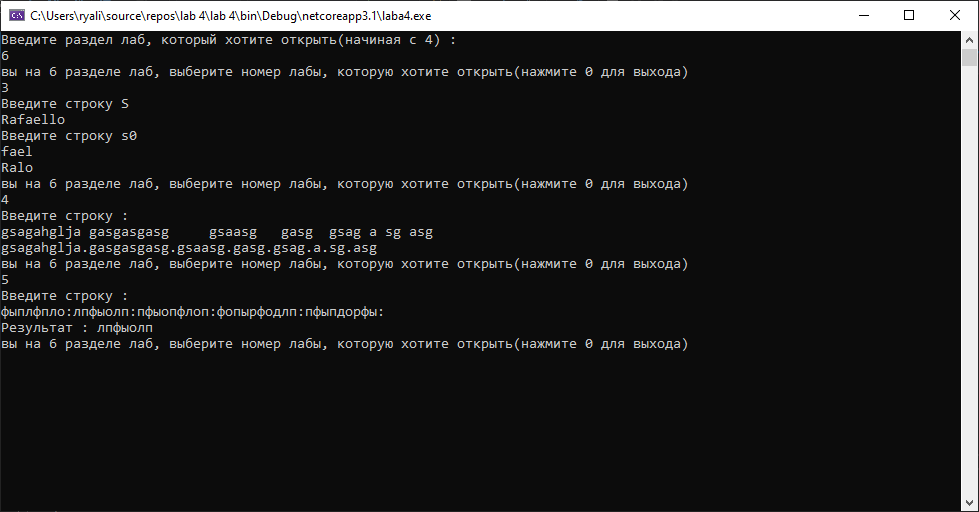 C:\Users\ryali\source\repos\lab 4\lab 4\bin\Debug\netcoreapp3.1\laba4.exe
Введите раздел лаб, который хотите открыть(начиная с 4) :
6
вы на 6 разделе лаб, выберите номер лабы, которую хотите открыть(нажмите 0 для выхода)
3
Введите строку S
Rafaello
Введите строку s0
fael
Ralo
вы на 6 разделе лаб, выберите номер лабы, которую хотите открыть(нажмите 0 для выхода)
4
Введите строку :
gsagahglja gasgasgasg     gsaasg   gasg  gsag a sg asg
gsagahglja.gasgasgasg.gsaasg.gasg.gsag.a.sg.asg
вы на 6 разделе лаб, выберите номер лабы, которую хотите открыть(нажмите 0 для выхода)
5
Введите строку :
фыплфпло:лпфыолп:пфыопфлоп:фопырфодлп:пфыпдорфы:
Результат : лпфыолп
вы на 6 разделе лаб, выберите номер лабы, которую хотите открыть(нажмите 0 для выхода)